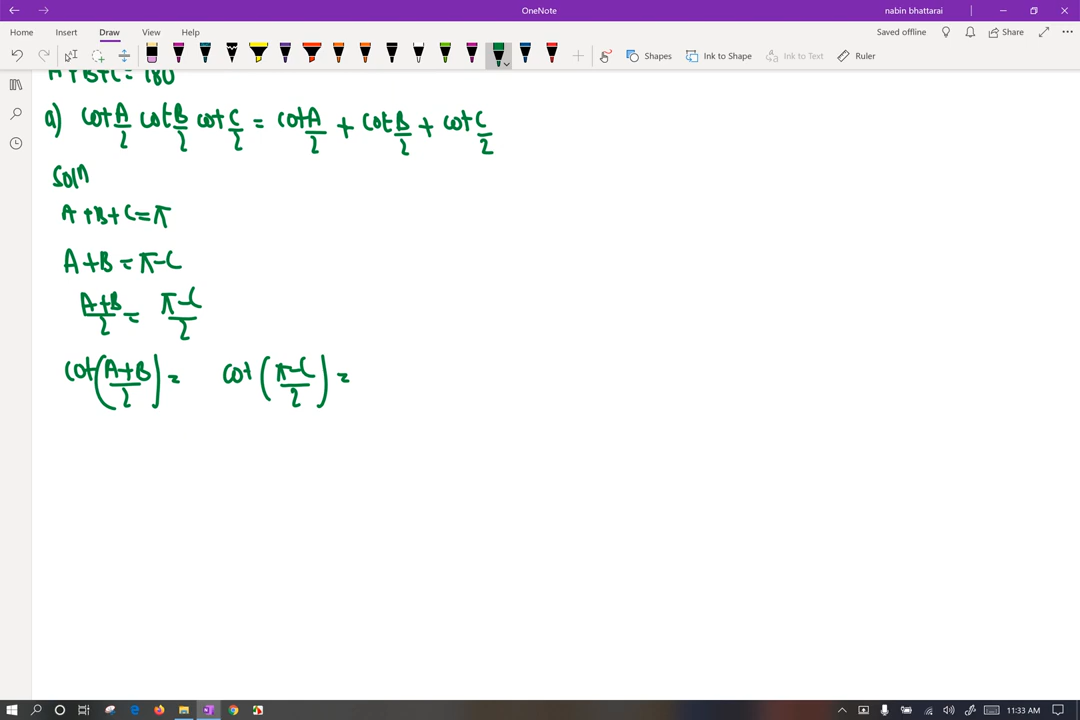 OneNote
nabin bhattarai
Home Insert Draw View Help
Saved offline
Share
Shapes
Ink to Shape
Ink to Text
Ruler
A+B+C=180
a) cot A/2 cot B/2 cot C/2 = cot A/2 + cot B/2 + cot C/2
Soln
A+B+C=π
A+B=π-C
A+B/2 = π-C/2
cot(A+B/2) = cot(π-C/2) =
11:33 AM